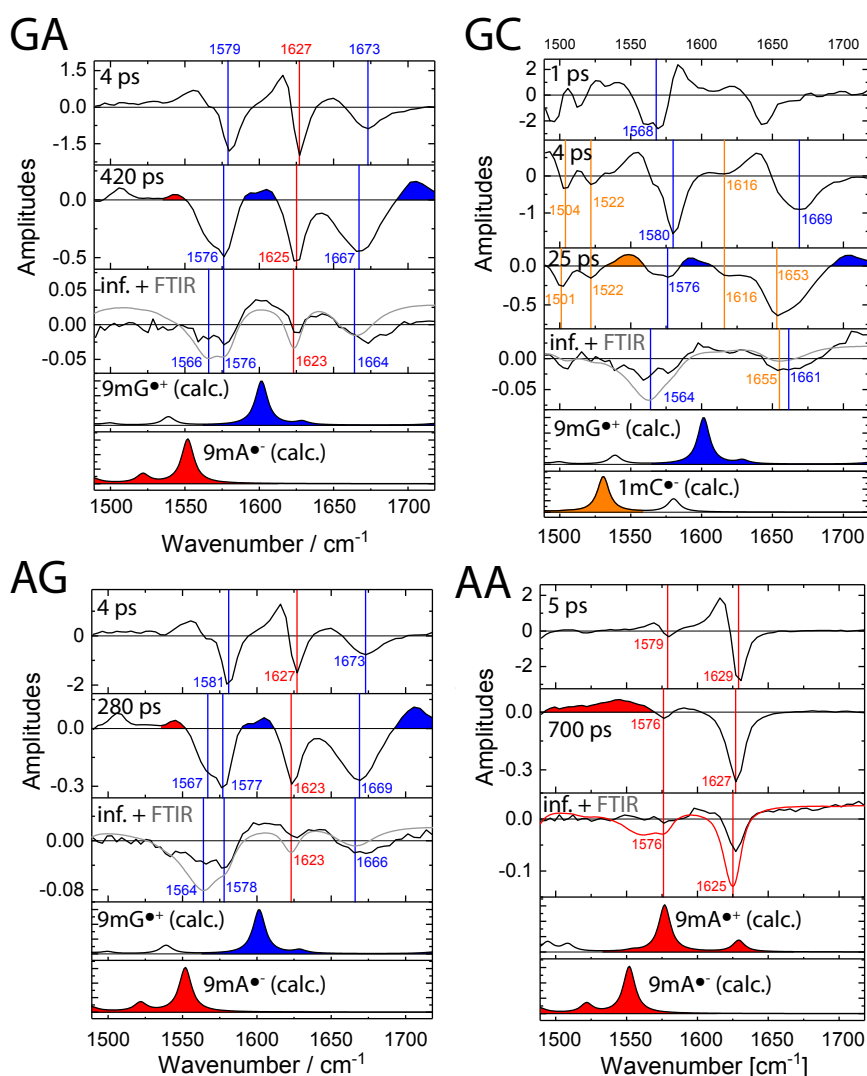 GA
1579 1627 1673
4 ps
1.5
0.0
-1.5
420 ps
0.0
-0.5
1576 1625 1667
inf. + FTIR
0.05
0.00
-0.05
1566 1576 1623 1664
9mG•+ (calc.)
9mA•- (calc.)
Amplitudes
1500 1550 1600 1650 1700
Wavenumber / cm-1
GC
1500 1550 1600 1650 1700
1 ps
2
0
-2
1568
4 ps
0
-1
1504 1522 1580 1616 1669
25 ps
0.0
-0.5
1501 1522 1576 1616 1653
inf. + FTIR
0.00
-0.05
1564 1655 1661
9mG•+ (calc.)
1mC•- (calc.)
Amplitudes
1500 1550 1600 1650 1700
AG
4 ps
0
-2
1581 1627 1673
280 ps
0.0
-0.3
1567 1577 1623 1669
inf. + FTIR
0.00
-0.08
1564 1578 1623 1666
9mG•+ (calc.)
9mA•- (calc.)
Amplitudes
1500 1550 1600 1650 1700
Wavenumber / cm-1
AA
5 ps
2
0
-2
1579 1629
700 ps
0.0
-0.3
1576 1627
inf. + FTIR
0.0
-0.1
1576 1625
9mA•+ (calc.)
9mA•- (calc.)
Amplitudes
1500 1550 1600 1650 1700
Wavenumber [cm-1]